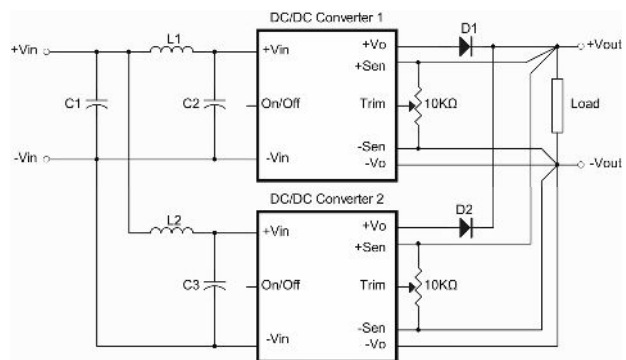 DC/DC Converter 1
+Vin
L1
+Vin
+Vo
D1
+Vout
+Sen
C1
C2
On/Off
Trim
10KΩ
Load
-Sen
-Vin
-Vin
-Vo
-Vout
DC/DC Converter 2
L2
+Vin
+Vo
D2
+Sen
C3
On/Off
Trim
10KΩ
-Sen
-Vin
-Vo